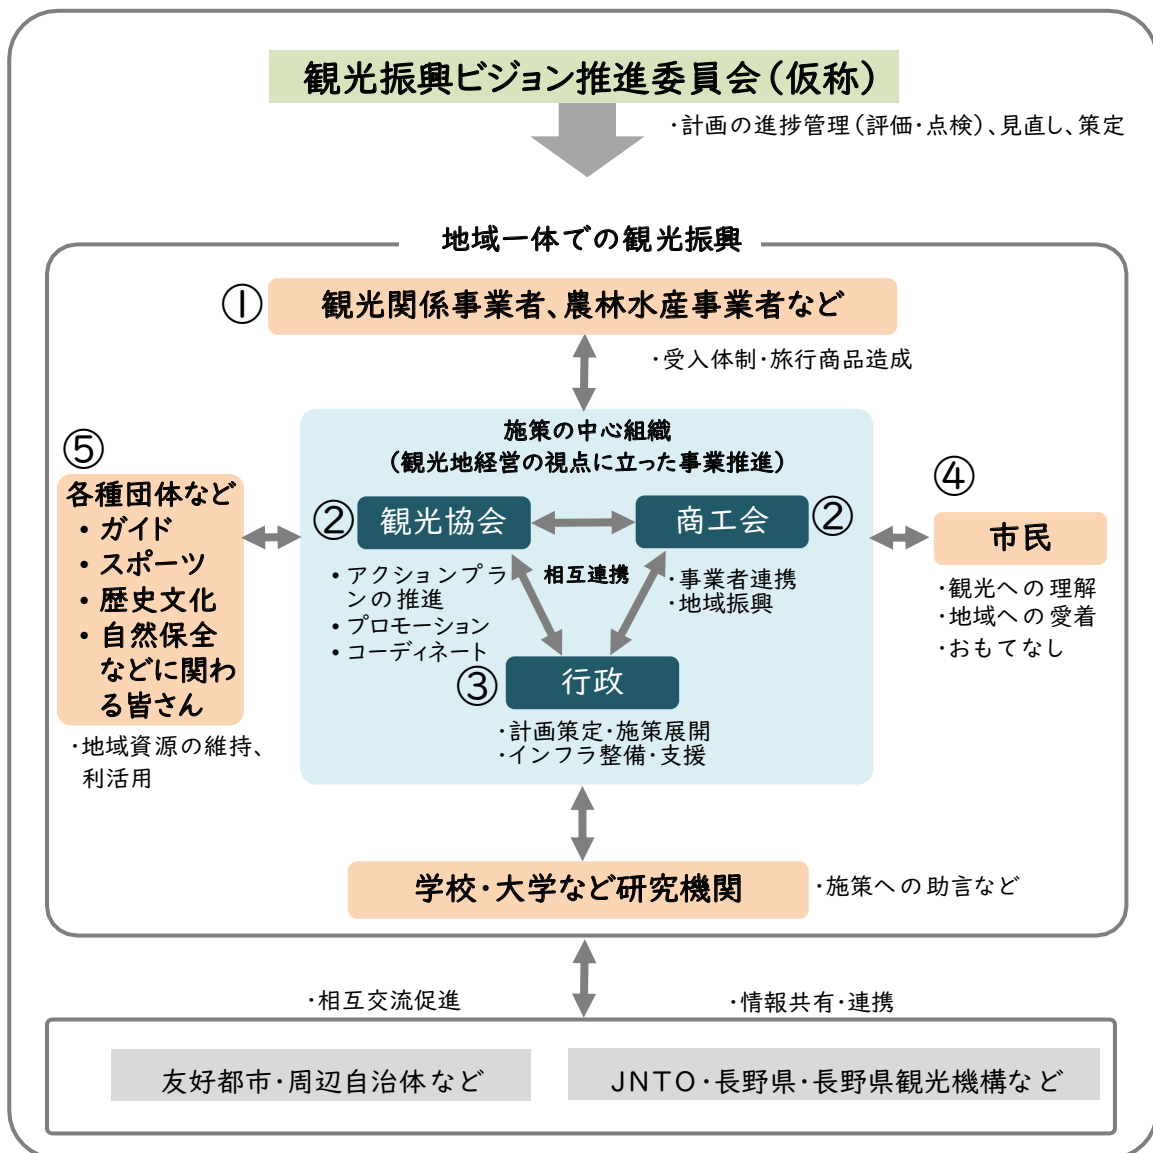 観光振興ビジョン推進委員会(仮称)
・計画の進捗管理(評価・点検)、見直し、策定
地域一体での観光振興
①
観光関係事業者、農林水産事業者など
・受入体制・旅行商品造成
施策の中心組織
(観光地経営の視点に立った事業推進)
⑤
各種団体など
• ガイド
• スポーツ
• 歴史文化
• 自然保全
などに関わ
る皆さん
・地域資源の維持、
利活用
②
観光協会
• アクションプラ
ンの推進
• プロモーション
• コーディネート
相互連携
商工会
②
・事業者連携
・地域振興
③
行政
・計画策定・施策展開
・インフラ整備・支援
④
市民
・観光への理解
・地域への愛着
・おもてなし
学校・大学など研究機関
・施策への助言など
・相互交流促進
・情報共有・連携
友好都市・周辺自治体など
JNTO・長野県・長野県観光機構など